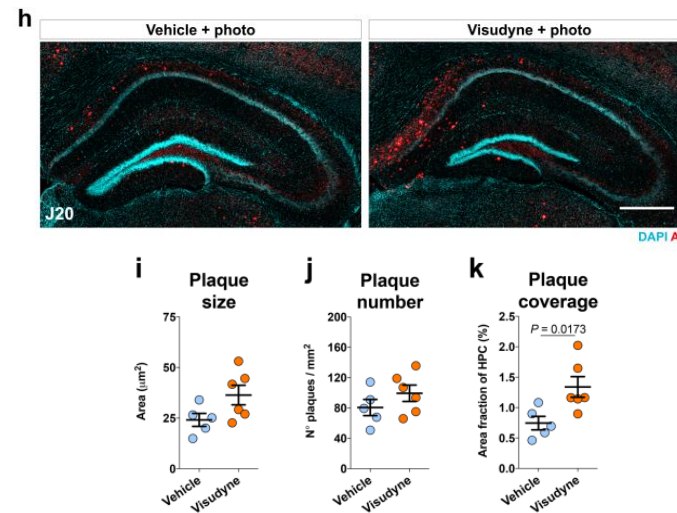 h
Vehicle + photo
Visudyne + photo
J20
DAPI A
i
Plaque
size
Area (μm²)
75
50
25
0
Vehicle
Visudyne
j
Plaque
number
N° plaques / mm²
200
160
120
80
40
0
Vehicle
Visudyne
k
Plaque
coverage
Area fraction of HPC (%)
2.5
2.0
1.5
1.0
0.5
0.0
P = 0.0173
Vehicle
Visudyne